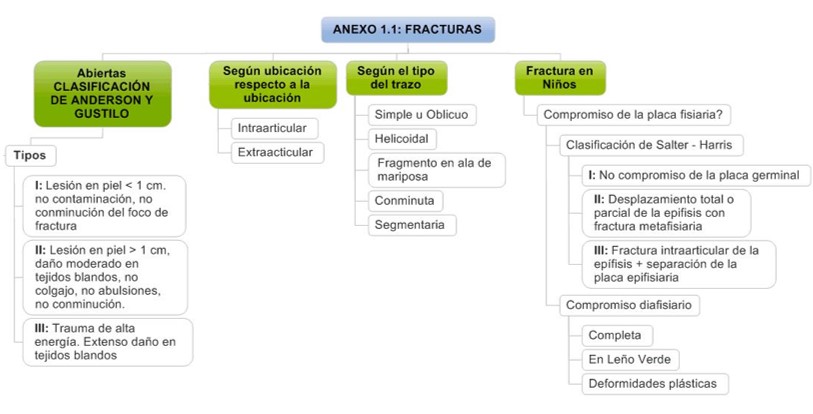 ANEXO 1.1: FRACTURAS
Abiertas
CLASIFICACIÓN
DE ANDERSON Y
GUSTILO
Tipos
I: Lesión en piel < 1 cm.
no contaminación, no
conminución del foco de
fractura
II: Lesión en piel > 1 cm,
daño moderado en
tejidos blandos, no
colgajo, no abulsiones,
no conminución.
III: Trauma de alta
energía. Extenso daño en
tejidos blandos
Según ubicación
respecto a la
ubicación
Intraarticular
Extraacticular
Según el tipo
del trazo
Simple u Oblicuo
Helicoidal
Fragmento en ala de
mariposa
Conminuta
Segmentaria
Fractura en
Niños
Compromiso de la placa fisiaria?
Clasificación de Salter - Harris
I: No compromiso de la placa germinal
II: Desplazamiento total o
parcial de la epifisis con
fractura metafisiaria
III: Fractura intraarticular de la
epífisis + separación de la
placa epifisiaria
Compromiso diafisiario
Completa
En Leño Verde
Deformidades plásticas